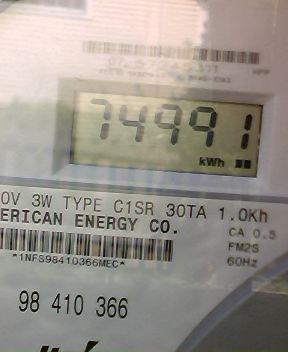 74991
kWh
0V 3W TYPE C1SR 30TA 1.0Kh
ERICAN ENERGY CO.
CA 0.5
FM2S
*1NFS98410366MEC*
60Hz
98 410 366